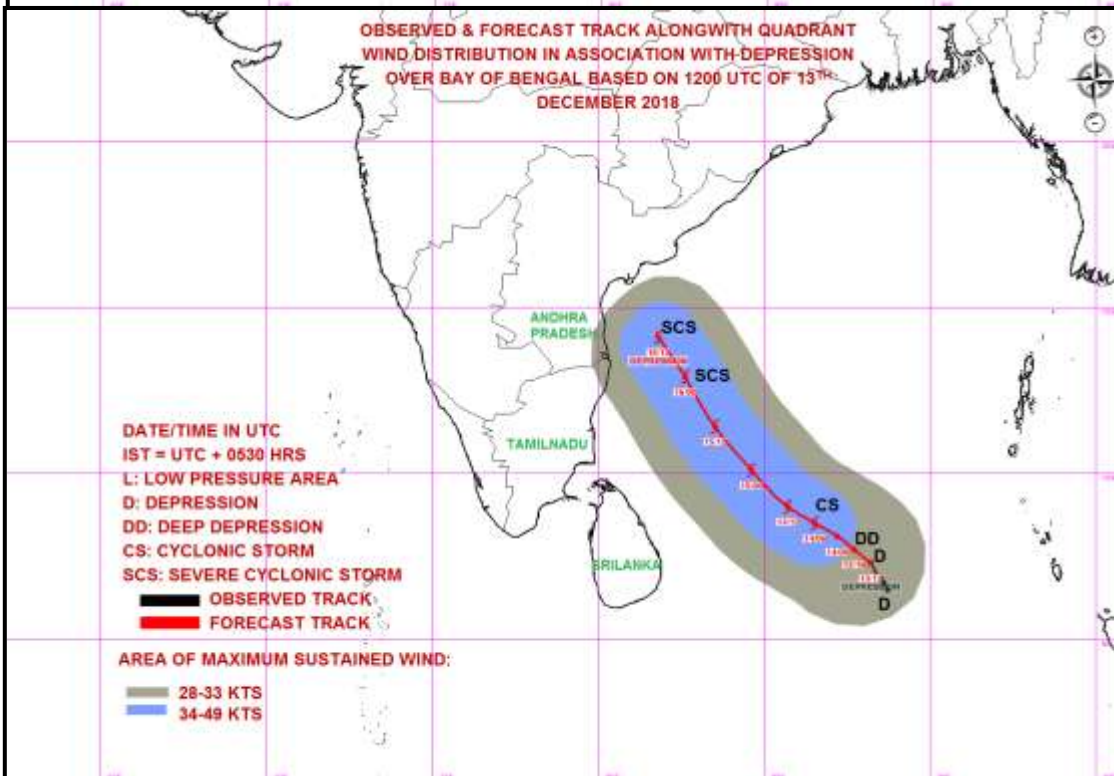 OBSERVED & FORECAST TRACK ALONGWITH QUADRANT
WIND DISTRIBUTION IN ASSOCIATION WITH DEPRESSION
OVER BAY OF BENGAL BASED ON 1200 UTC OF 13TH
DECEMBER 2018
ANDHRA
PRADESH
SCS
DEPRESSION
SCS
TAMILNADU
CS
DD
D
SRILANKA
DEPRESSION
D
DATE/TIME IN UTC
IST = UTC + 0530 HRS
L: LOW PRESSURE AREA
D: DEPRESSION
DD: DEEP DEPRESSION
CS: CYCLONIC STORM
SCS: SEVERE CYCLONIC STORM
OBSERVED TRACK
FORECAST TRACK
AREA OF MAXIMUM SUSTAINED WIND:
28-33 KTS
34-49 KTS